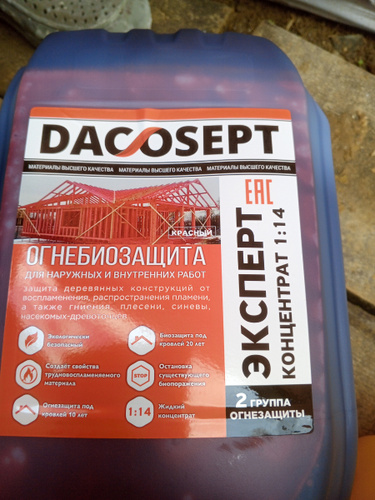 DACOSEPT
МАТЕРИАЛЫ ВЫСШЕГО КАЧЕСТВА МАТЕРИАЛЫ ВЫСШЕГО КАЧЕСТВА МАТЕРИАЛЫ ВЫСШЕГО КАЧЕСТВА
КРАСНЫЙ
ОГНЕБИОЗАЩИТА
ДЛЯ НАРУЖНЫХ И ВНУТРЕННИХ РАБОТ
защита деревянных конструкций от
воспламенения, распространения пламени,
а также гниения, плесени, синевы,
насекомых-древоточцев
Экологически
безопасный
Биозащита под
кровлей 20 лет
Создает свойства
трудновоспламеняемого
материала
STOP
Остановка
существующего
биопоражения
Огнезащита под
кровлей 10 лет
1:14
Жидкий
концентрат
EAC
ЭКСПЕРТ
КОНЦЕНТРАТ 1:14
2 ГРУППА
ОГНЕЗАЩИТЫ